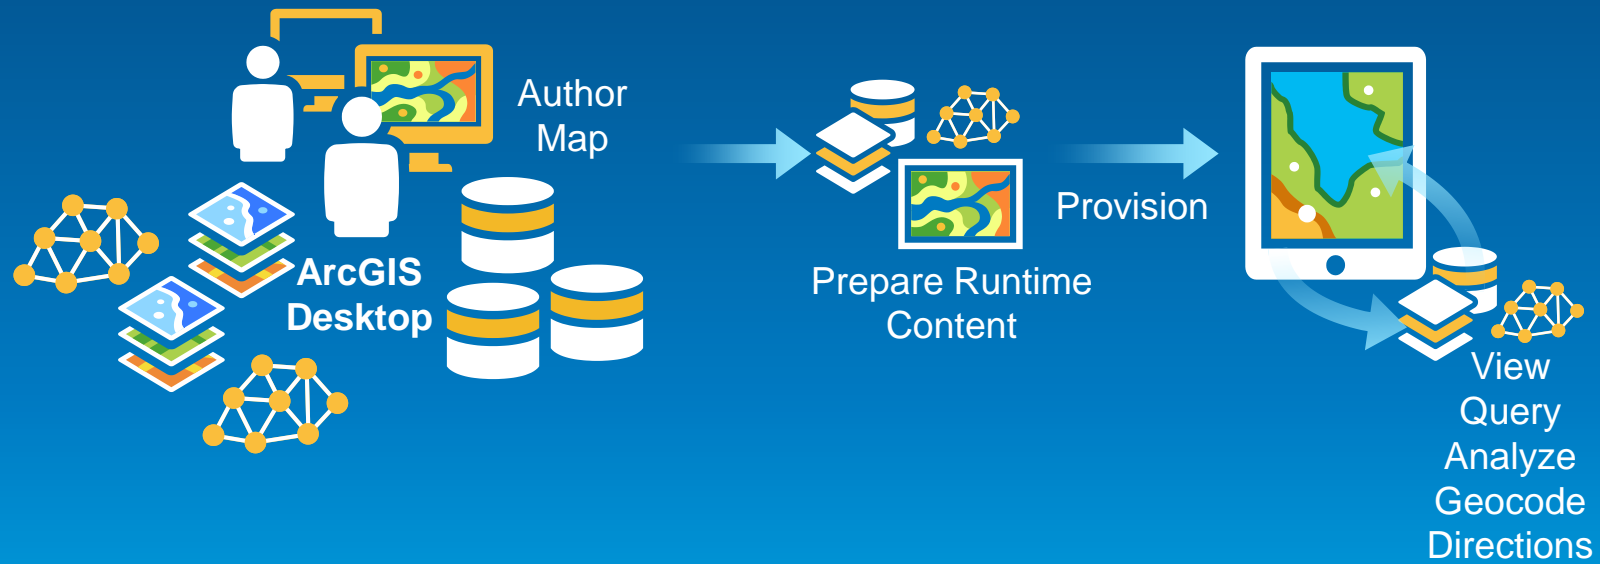 Author
Map
ArcGIS
Desktop
Prepare Runtime
Content
Provision
View
Query
Analyze
Geocode
Directions